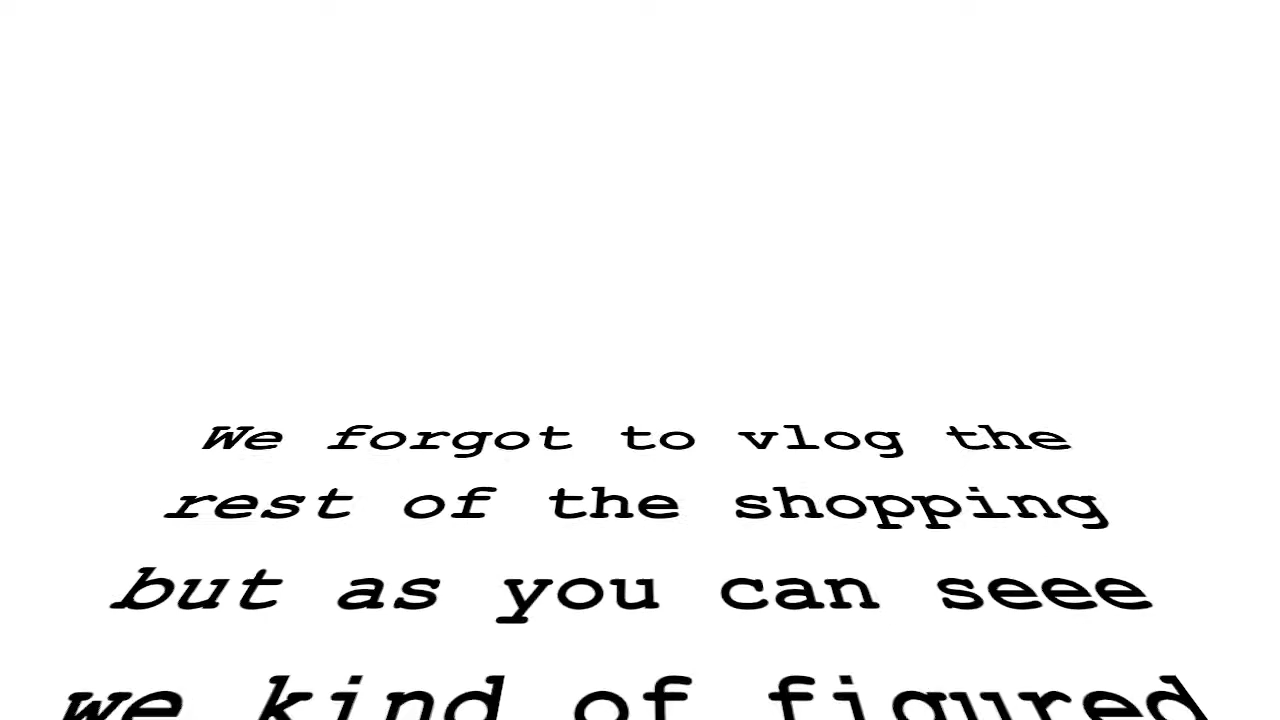 We forgot to vlog the
rest of the shopping
but as you can seee
we kind of figured